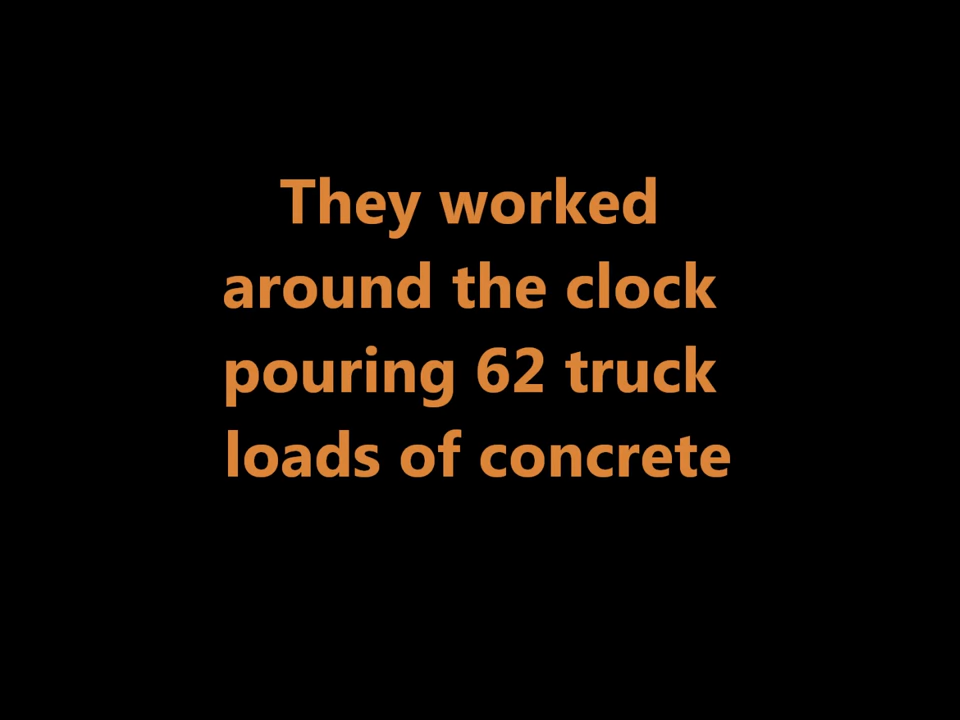 They worked
around the clock
pouring 62 truck
loads of concrete